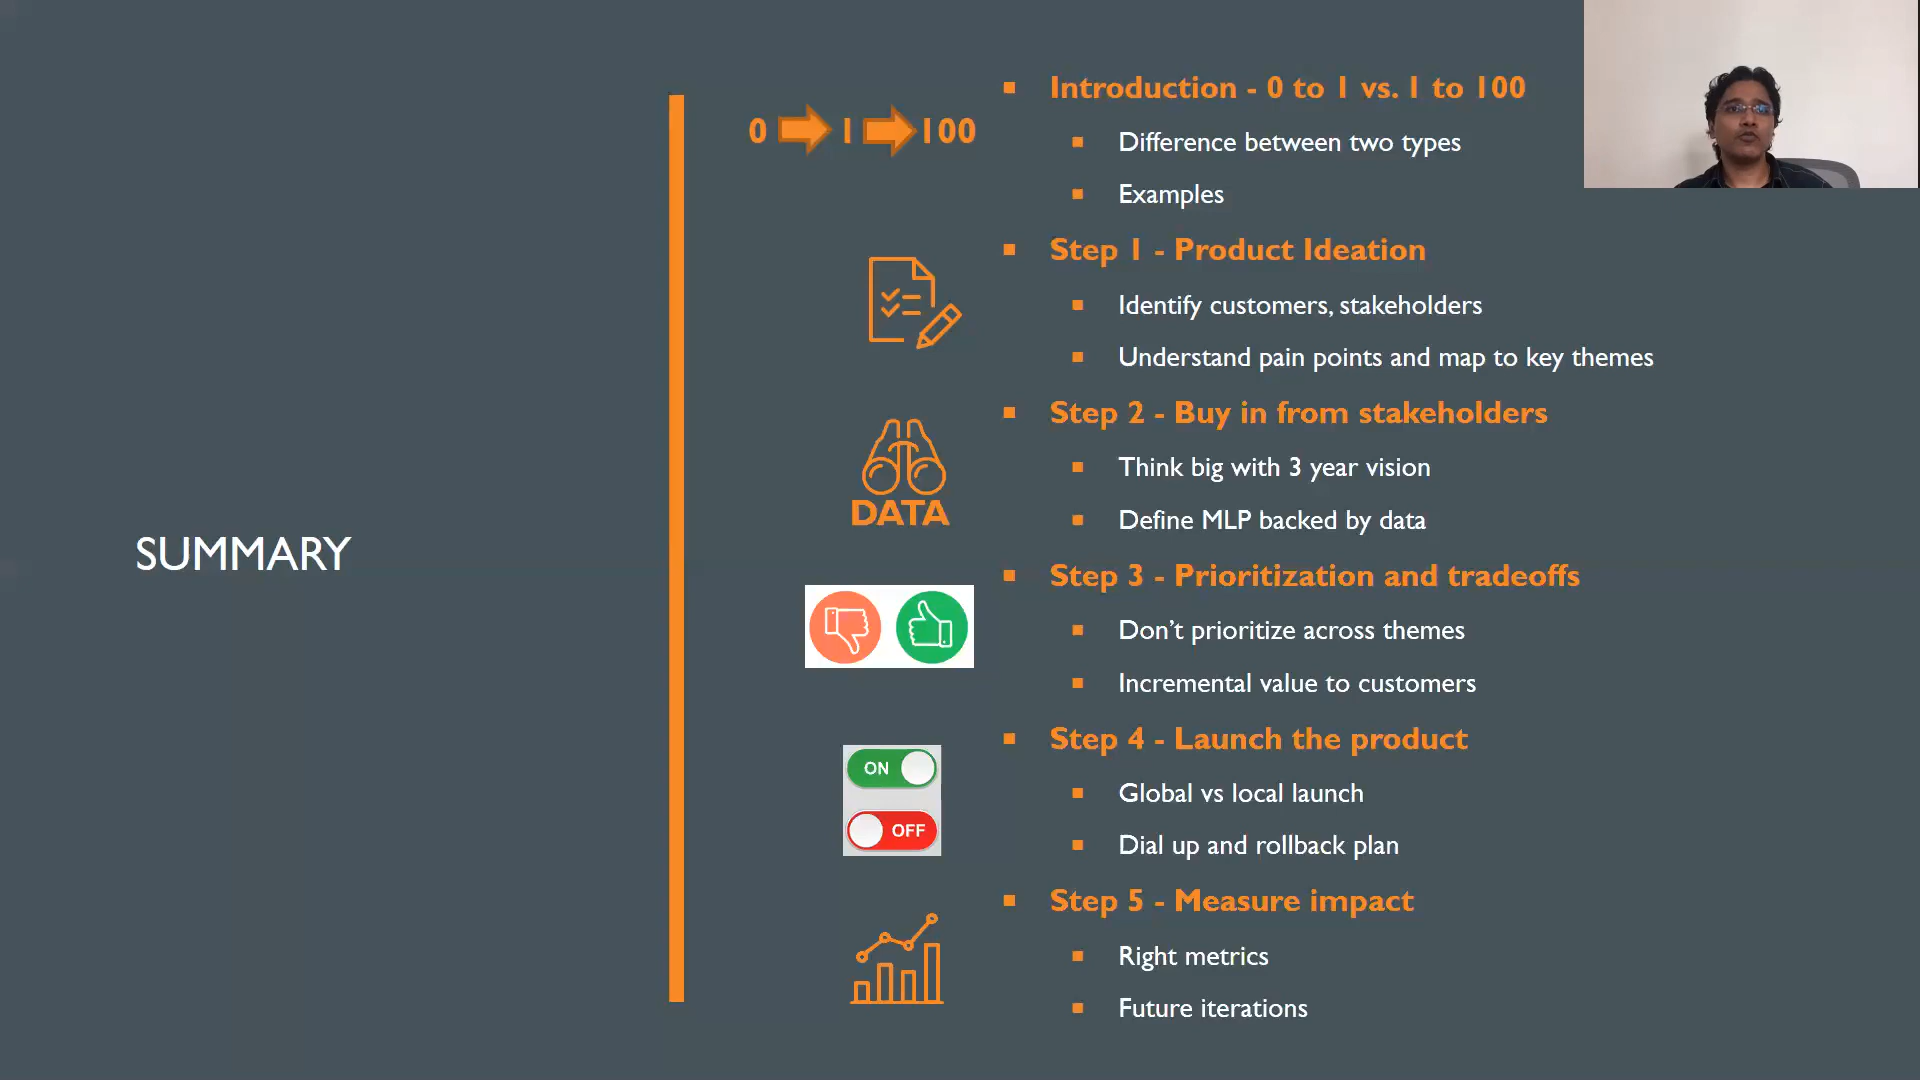 SUMMARY
0 1 100
Introduction - 0 to 1 vs. 1 to 100
Difference between two types
Examples
Step 1 - Product Ideation
Identify customers, stakeholders
Understand pain points and map to key themes
DATA
Step 2 - Buy in from stakeholders
Think big with 3 year vision
Define MLP backed by data
Step 3 - Prioritization and tradeoffs
Don't prioritize across themes
Incremental value to customers
ON
OFF
Step 4 - Launch the product
Global vs local launch
Dial up and rollback plan
Step 5 - Measure impact
Right metrics
Future iterations